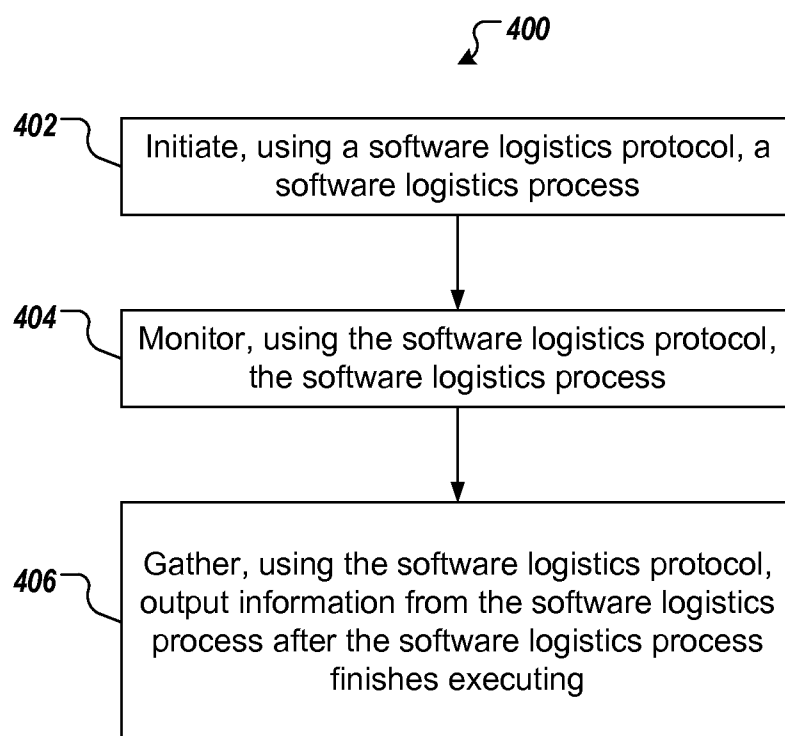 400
402
Initiate, using a software logistics protocol, a
software logistics process
404
Monitor, using the software logistics protocol,
the software logistics process
406
Gather, using the software logistics protocol,
output information from the software logistics
process after the software logistics process
finishes executing